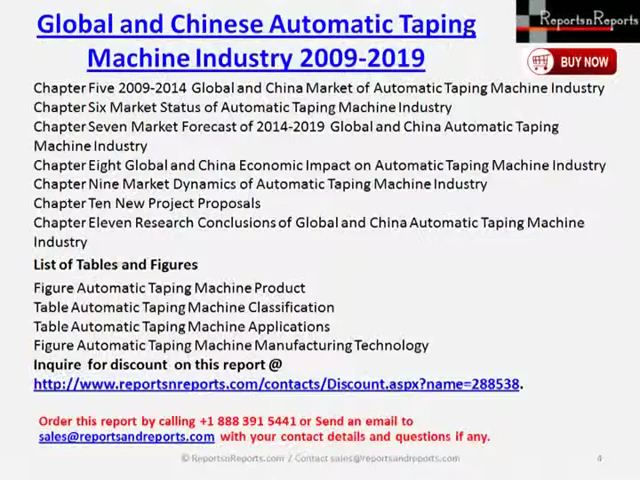 Global and Chinese Automatic Taping
Machine Industry 2009-2019
ReportsnReports
BUY NOW
Chapter Five 2009-2014 Global and China Market of Automatic Taping Machine Industry
Chapter Six Market Status of Automatic Taping Machine Industry
Chapter Seven Market Forecast of 2014-2019 Global and China Automatic Taping
Machine Industry
Chapter Eight Global and China Economic Impact on Automatic Taping Machine Industry
Chapter Nine Market Dynamics of Automatic Taping Machine Industry
Chapter Ten New Project Proposals
Chapter Eleven Research Conclusions of Global and China Automatic Taping Machine
Industry
List of Tables and Figures
Figure Automatic Taping Machine Product
Table Automatic Taping Machine Classification
Table Automatic Taping Machine Applications
Figure Automatic Taping Machine Manufacturing Technology
Inquire for discount on this report @
http://www.reportsnreports.com/contacts/Discount.aspx?name=288538.
Order this report by calling +1 888 391 5441 or Send an email to
sales@reportsandreports.com with your contact details and questions if any.
© ReportsnReports.com / Contact sales@reportsandreports.com
4